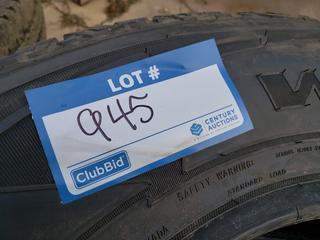 LOT #
945
CENTURY
AUCTIONS
ClubBid
SAFETY WARNING:
STANDARD LOAD